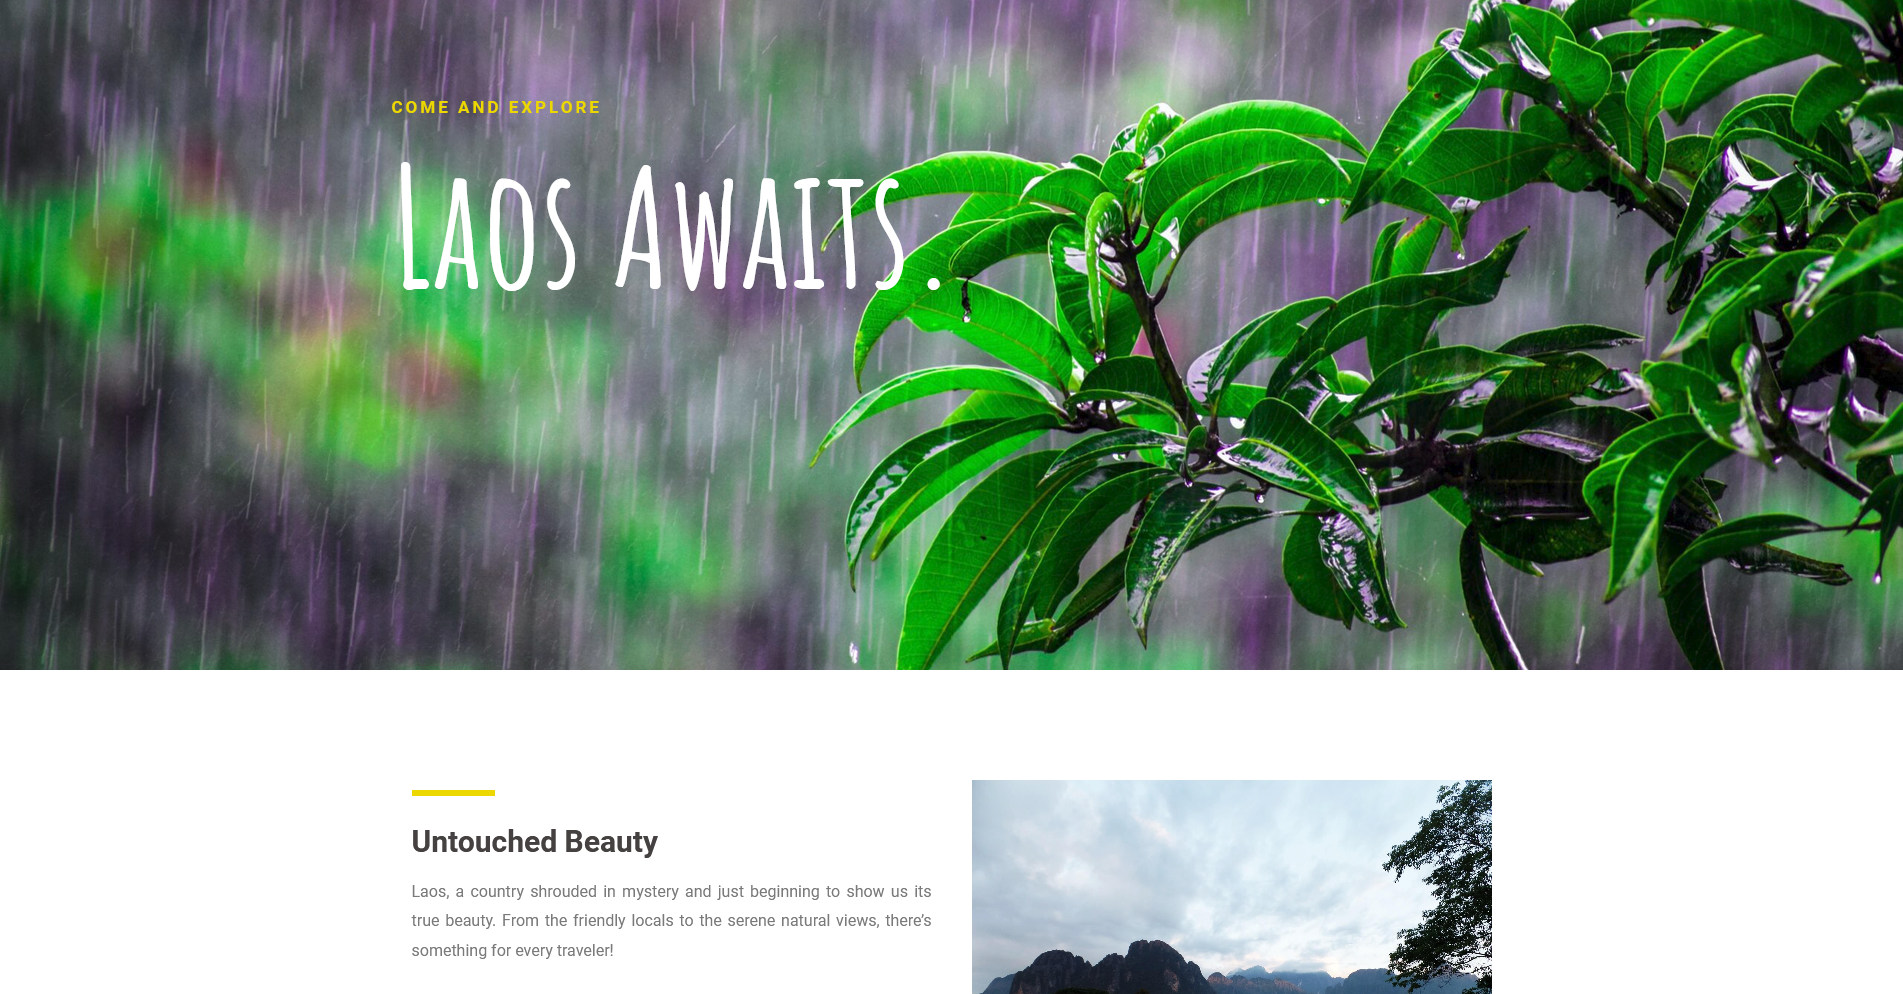 COME AND EXPLORE
Laos Awaits.
Untouched Beauty
Laos, a country shrouded in mystery and just beginning to show us its
true beauty. From the friendly locals to the serene natural views, there’s
something for every traveler!